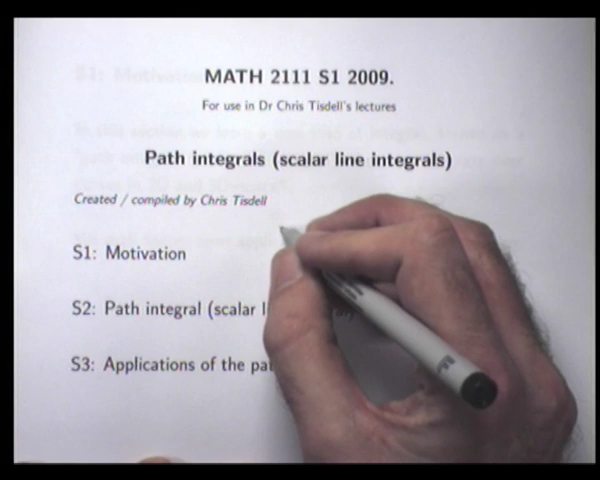 MATH 2111 S1 2009.
For use in Dr Chris Tisdell's lectures
Path integrals (scalar line integrals)
Created / compiled by Chris Tisdell
S1: Motivation
S2: Path integral (scalar
S3: Applications of the